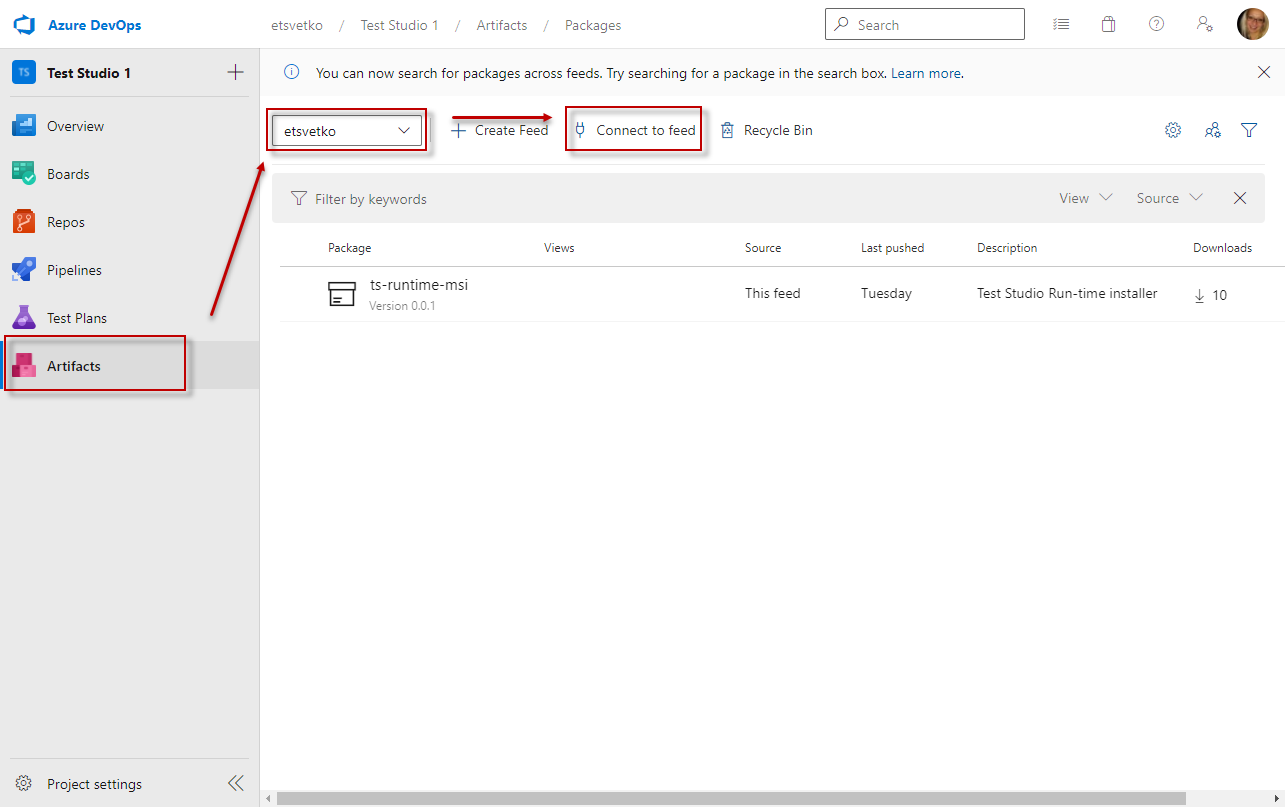 Azure DevOps
etsvetko / Test Studio 1 / Artifacts / Packages
Search
TS Test Studio 1
You can now search for packages across feeds. Try searching for a package in the search box. Learn more.
Overview
Boards
Repos
Pipelines
Test Plans
Artifacts
etsvetko
Create Feed
Connect to feed
Recycle Bin
Filter by keywords
View
Source
Package Views Source Last pushed Description Downloads
ts-runtime-msi
Version 0.0.1
This feed
Tuesday
Test Studio Run-time installer
10
Project settings